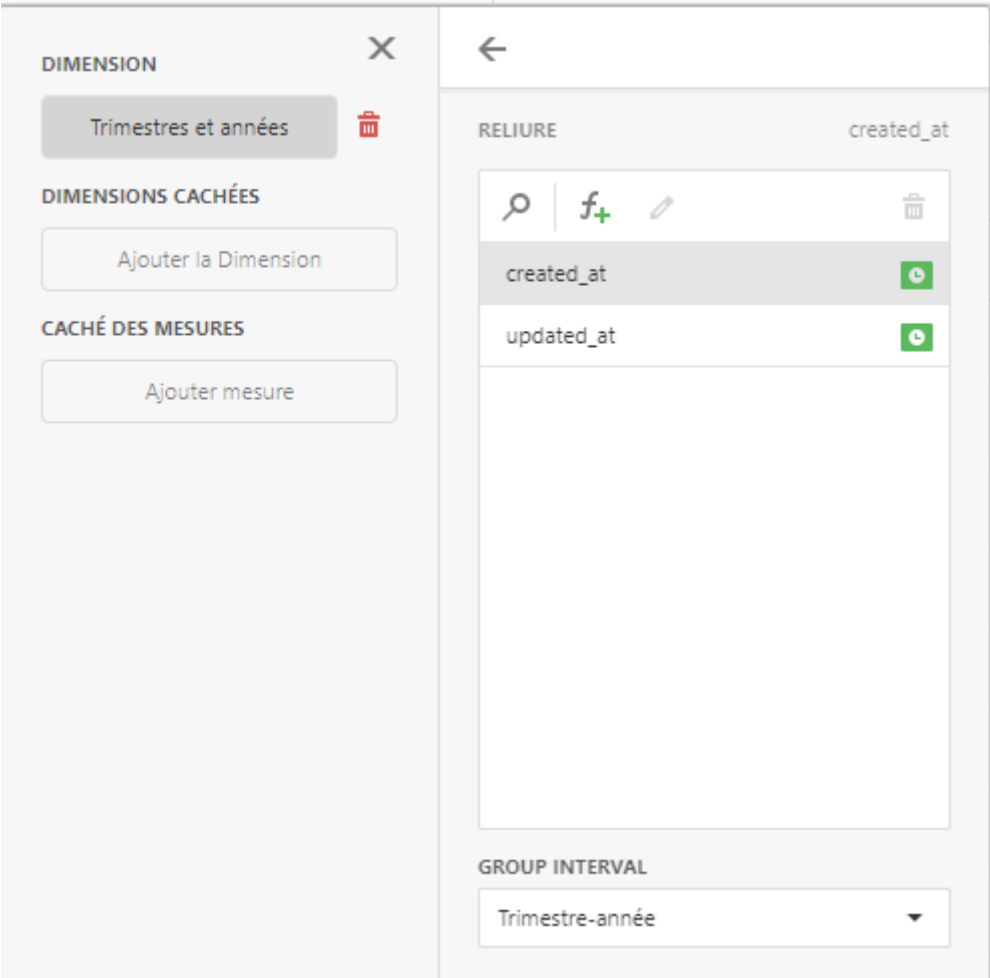 DIMENSION
Trimestres et années
DIMENSIONS CACHÉES
Ajouter la Dimension
CACHÉ DES MESURES
Ajouter mesure
RELIURE created_at
created_at
updated_at
GROUP INTERVAL
Trimestre-année